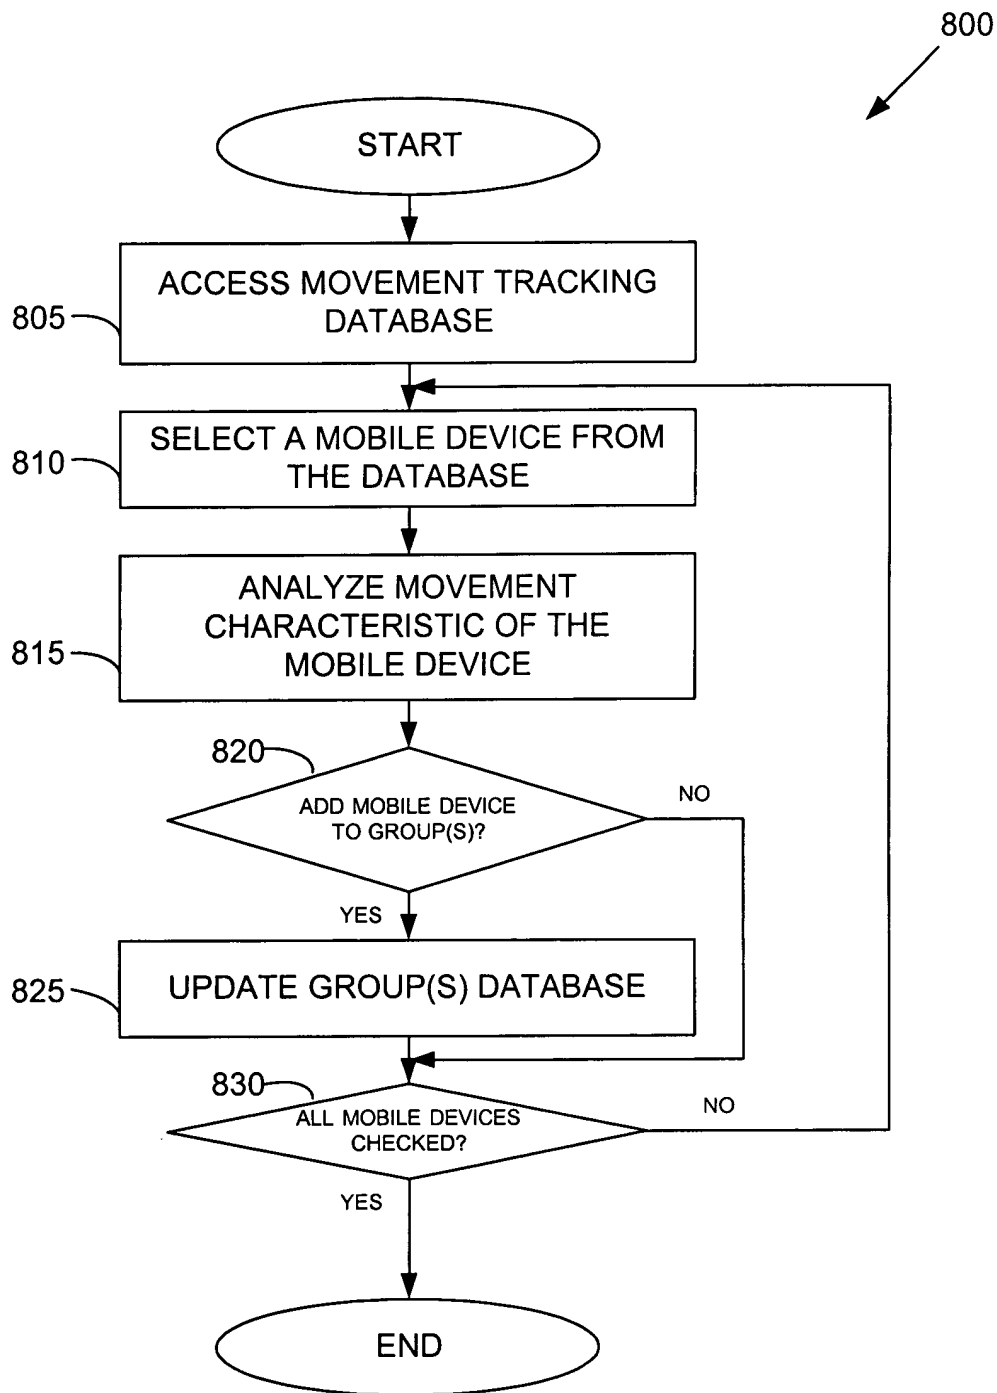 800
START
ACCESS MOVEMENT TRACKING
DATABASE
805
SELECT A MOBILE DEVICE FROM
THE DATABASE
810
ANALYZE MOVEMENT
CHARACTERISTIC OF THE
MOBILE DEVICE
815
820
ADD MOBILE DEVICE
TO GROUP(S)?
NO
YES
UPDATE GROUP(S) DATABASE
825
830
ALL MOBILE DEVICES
CHECKED?
NO
YES
END